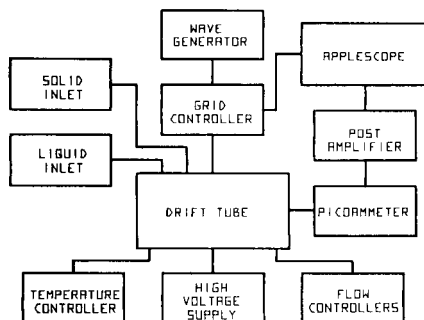 WAVE
GENERATOR
APPLESCOPE
SOLID
INLET
GRID
CONTROLLER
POST
AMPLIFIER
LIQUID
INLET
DRIFT TUBE
PICOAMMETER
TEMPERATURE
CONTROLLER
HIGH
VOLTAGE
SUPPLY
FLOW
CONTROLLERS